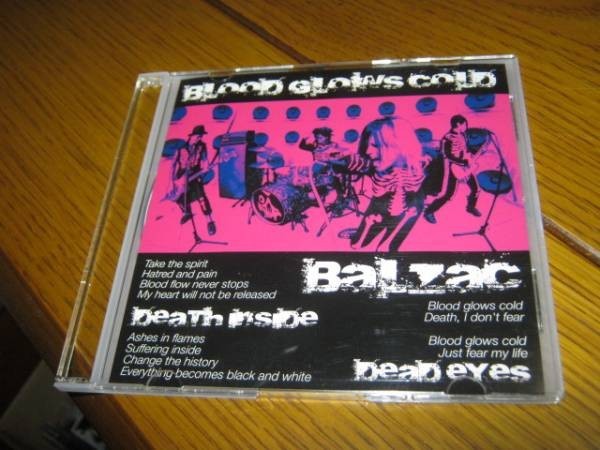 BLOOD GLOWS COLD
Take the spirit
Hatred and pain
Blood flow never stops
My heart will not be released
BALZAC
Blood glows cold
Death, I don't fear
DEATH INSIDE
Ashes in flames
Suffering inside
Change the history
Everything becomes black and white
Blood glows cold
Just fear my life
DEAD EYES